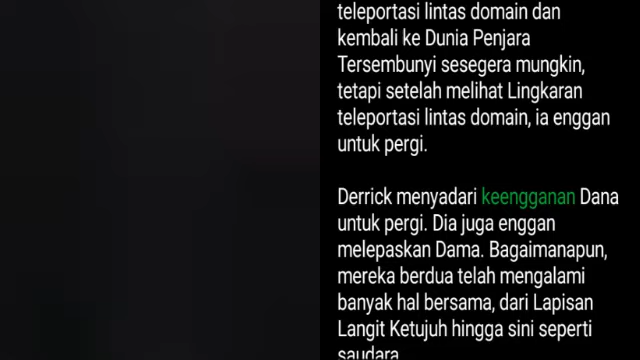 teleportasi lintas domain dan
kembali ke Dunia Penjara
Tersembunyi sesegera mungkin,
tetapi setelah melihat Lingkaran
teleportasi lintas domain, ia enggan
untuk pergi.
Derrick menyadari keengganan Dana
untuk pergi. Dia juga enggan
melepaskan Dama. Bagaimanapun,
mereka berdua telah mengalami
banyak hal bersama, dari Lapisan
Langit Ketujuh hingga sini seperti
saudara